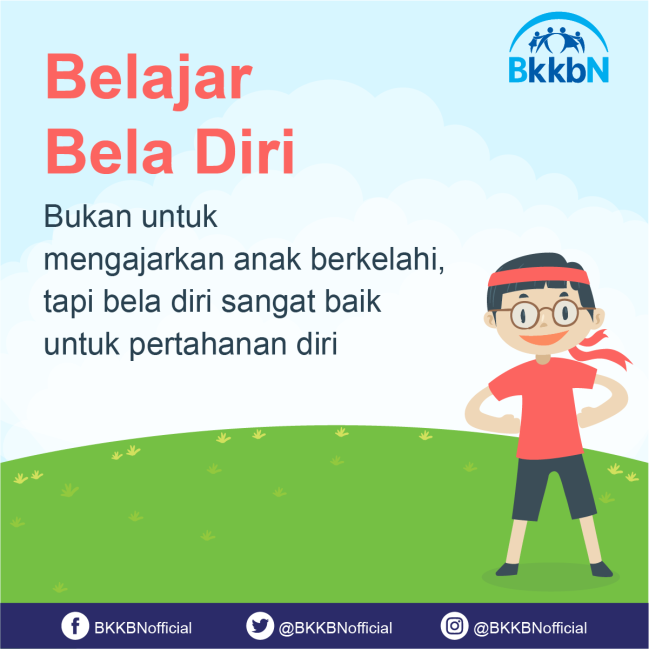 BkkbN
Belajar
Bela Diri
Bukan untuk
mengajarkan anak berkelahi,
tapi bela diri sangat baik
untuk pertahanan diri
BKKBNofficial
@BKKBNofficial
@BKKBNofficial